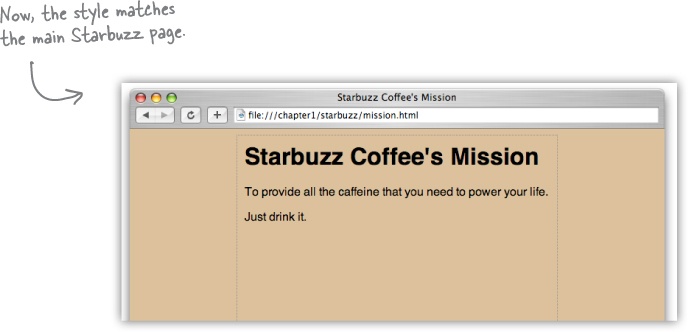 Now, the style matches
the main Starbuzz page.
Starbuzz Coffee's Mission
file:///chapter1/starbuzz/mission.html
Starbuzz Coffee's Mission
To provide all the caffeine that you need to power your life.
Just drink it.